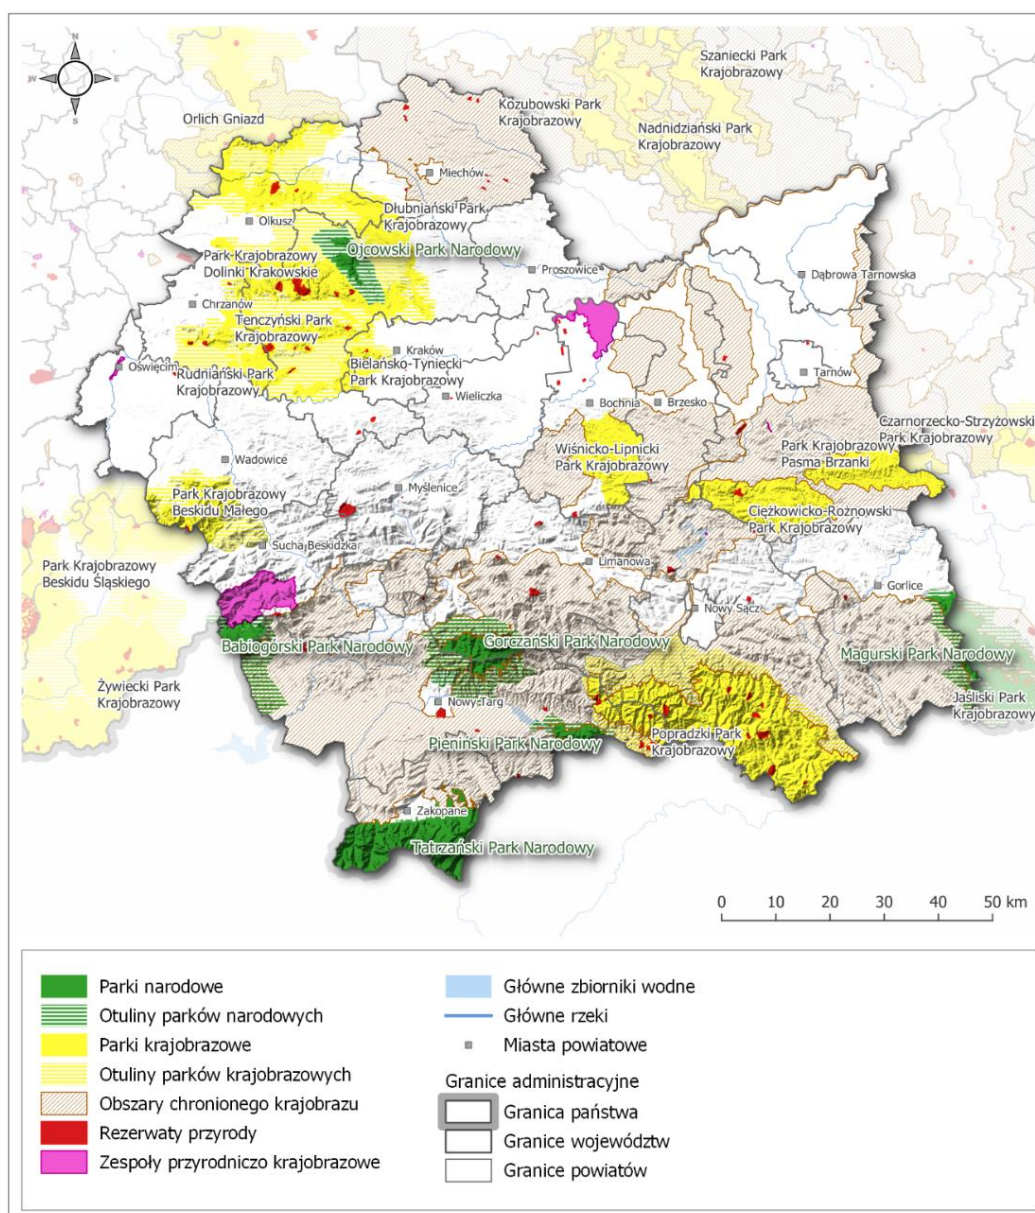 N
W
E
S
Szaniecki Park
Krajobrazowy
Kozubowski Park
Krajobrazowy
Orlich Gniazd
Nadnidziański Park
Krajobrazowy
Miechów
Dłubniański Park
Krajobrazowy
Olkusz
Ojcowski Park Narodowy
Park Krajobrazowy
Dolinki Krakowskie
Proszowice
Dąbrowa Tarnowska
Chrzanów
Tenczyński Park
Krajobrazowy
Kraków
Bielańsko-Tyniecki
Park Krajobrazowy
Oświęcim
Rudniański Park
Krajobrazowy
Tarnów
Wieliczka
Bochnia
Brzesko
Czarnorzecko-Strzyżowski
Park Krajobrazowy
Wiśnicko-Lipnicki
Park Krajobrazowy
Park Krajobrazowy
Pasma Brzanki
Wadowice
Myślenice
Park Krajobrazowy
Beskidu Małego
Ciężkowicko-Rożnowski
Park Krajobrazowy
Sucha Beskidzka
Park Krajobrazowy
Beskidu Śląskiego
Limanowa
Gorlice
Nowy Sącz
Babiogórski Park Narodowy
Gorczański Park Narodowy
Magurski Park Narodowy
Żywiecki Park
Krajobrazowy
Jaśliski Park
Krajobrazowy
Nowy Targ
Popradzki Park
Krajobrazowy
Pieniński Park Narodowy
Zakopane
Tatrzański Park Narodowy
0 10 20 30 40 50 km
Parki narodowe
Otuliny parków narodowych
Parki krajobrazowe
Otuliny parków krajobrazowych
Obszary chronionego krajobrazu
Rezerwaty przyrody
Zespoły przyrodniczo krajobrazowe
Główne zbiorniki wodne
Główne rzeki
Miasta powiatowe
Granice administracyjne
Granica państwa
Granice województw
Granice powiatów